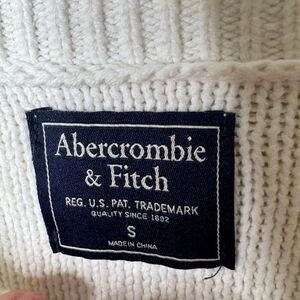 Abercrombie
& Fitch
REG. U.S. PAT. TRADEMARK
QUALITY SINCE 1892
S
MADE IN CHINA